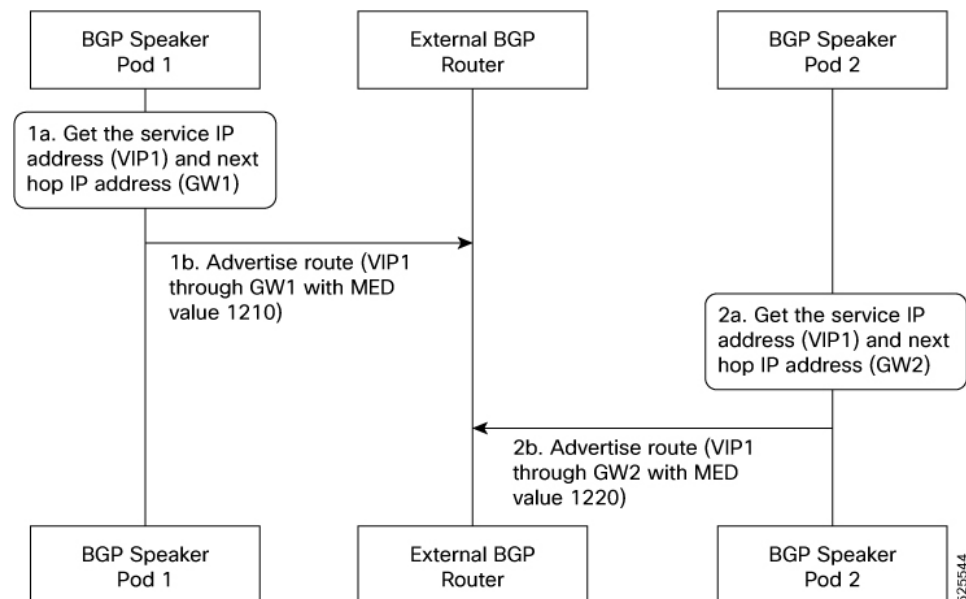 BGP Speaker
Pod 1
External BGP
Router
BGP Speaker
Pod 2
1a. Get the service IP
address (VIP1) and next
hop IP address (GW1)
1b. Advertise route (VIP1
through GW1 with MED
value 1210)
2a. Get the service IP
address (VIP1) and next
hop IP address (GW2)
2b. Advertise route (VIP1
through GW2 with MED
value 1220)
BGP Speaker
Pod 1
External BGP
Router
BGP Speaker
Pod 2
525544